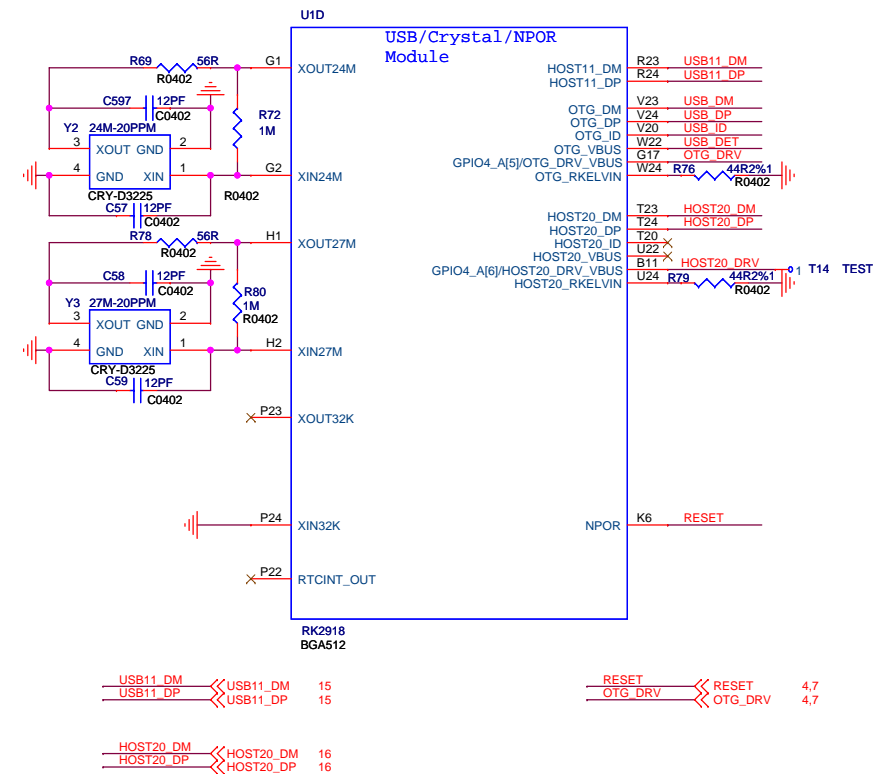 U1D
USB/Crystal/NPOR
Module
R69 56R
R0402
G1 XOUT24M
C597 12PF
C0402
R72
1M
Y2 24M-20PPM
3 XOUT GND 2
4 GND XIN 1
G2 XIN24M
CRY-D3225
R0402
C57 12PF
C0402
R78 56R
R0402
H1 XOUT27M
C58 12PF
C0402
R80
1M
R0402
Y3 27M-20PPM
3 XOUT GND 2
4 GND XIN 1
H2 XIN27M
CRY-D3225
C59 12PF
C0402
P23 XOUT32K
P24 XIN32K
P22 RTCINT_OUT
HOST11_DM R23 USB11_DM
HOST11_DP R24 USB11_DP
OTG_DM V23 USB_DM
OTG_DP V24 USB_DP
OTG_ID V20 USB_ID
OTG_VBUS W22 USB_DET
GPIO4_A[5]/OTG_DRV_VBUS G17 OTG_DRV
OTG_RKELVIN W24 R76 44R2%1
R0402
HOST20_DM T23 HOST20_DM
HOST20_DP T24 HOST20_DP
HOST20_ID T20
HOST20_VBUS U22
GPIO4_A[6]/HOST20_DRV_VBUS B11 HOST20_DRV 1 T14 TEST
HOST20_RKELVIN U24 R79 44R2%1
R0402
NPOR K6 RESET
RK2918
BGA512
USB11_DM USB11_DM 15
USB11_DP USB11_DP 15
RESET RESET 4,7
OTG_DRV OTG_DRV 4,7
HOST20_DM HOST20_DM 16
HOST20_DP HOST20_DP 16